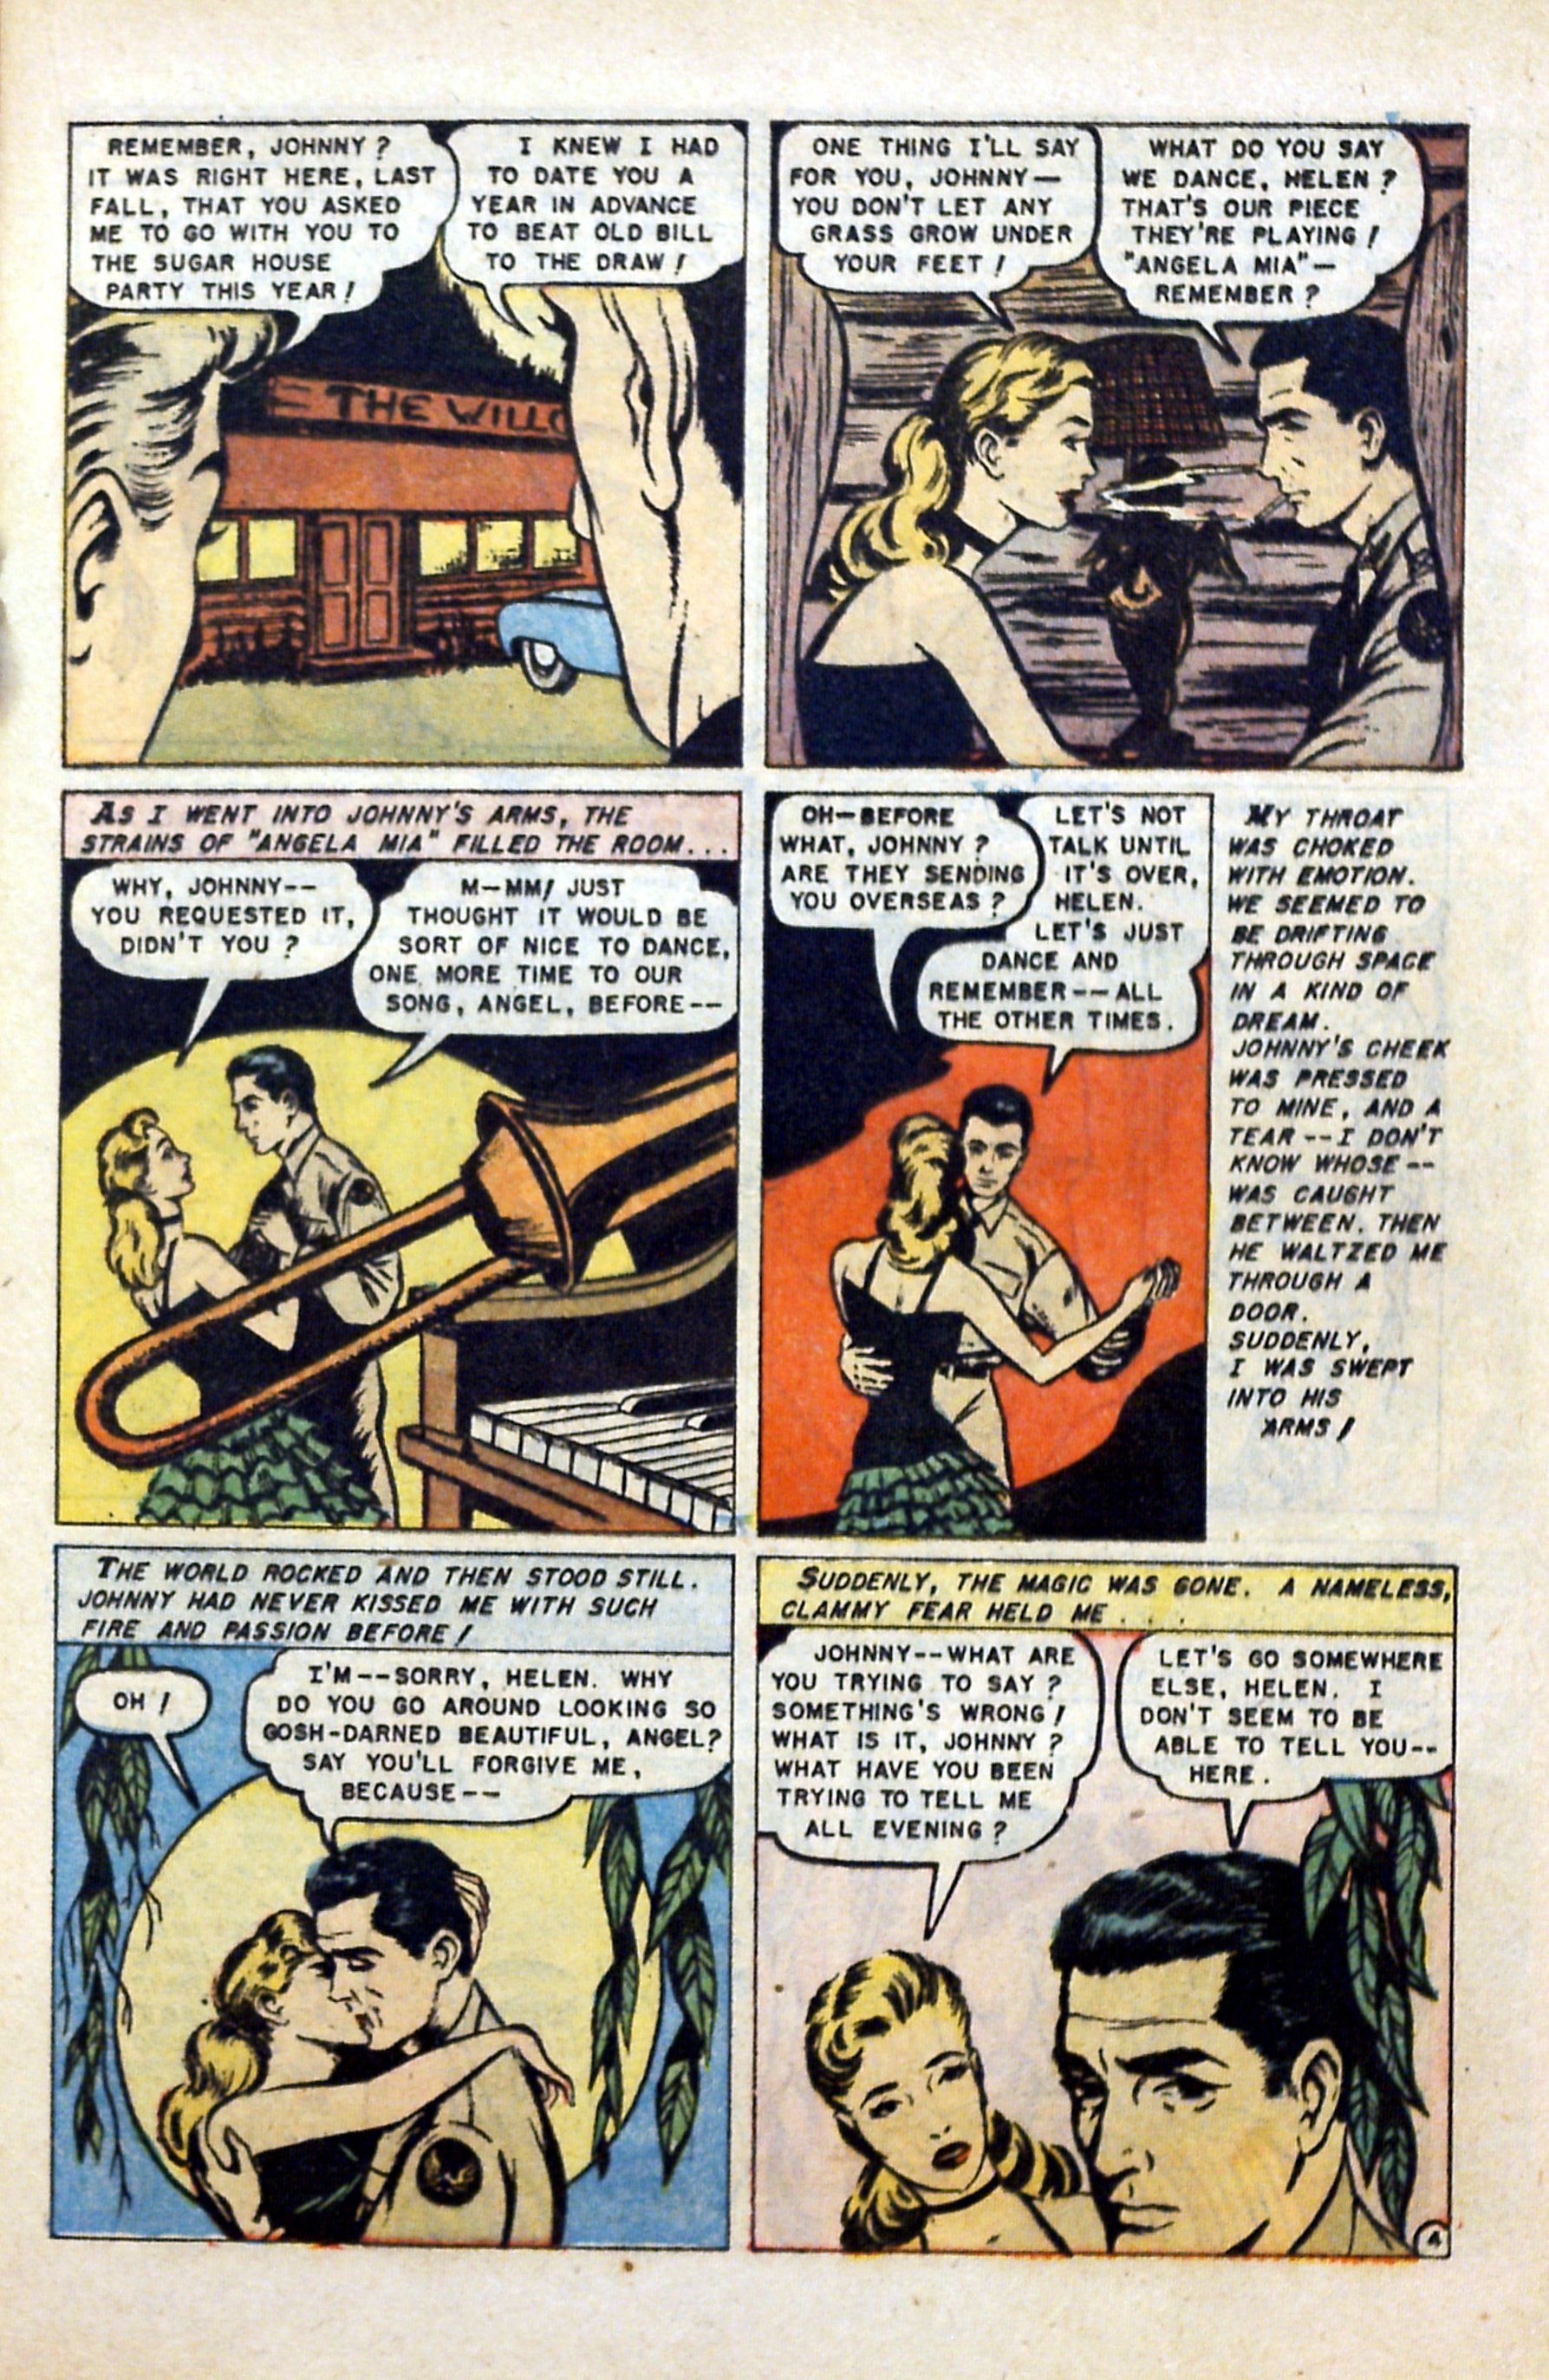 REMEMBER, JOHNNY?
IT WAS RIGHT HERE, LAST
FALL, THAT YOU ASKED
ME TO GO WITH YOU TO
THE SUGAR HOUSE
PARTY THIS YEAR!
I KNEW I HAD
TO DATE YOU A
YEAR IN ADVANCE
TO BEAT OLD BILL
TO THE DRAW!
THE WILLO
ONE THING I'LL SAY
FOR YOU, JOHNNY—
YOU DON'T LET ANY
GRASS GROW UNDER
YOUR FEET!
WHAT DO YOU SAY
WE DANCE, HELEN?
THAT'S OUR PIECE
THEY'RE PLAYING!
"ANGELA MIA"—
REMEMBER?
AS I WENT INTO JOHNNY'S ARMS, THE
STRAINS OF "ANGELA MIA" FILLED THE ROOM...
WHY, JOHNNY--
YOU REQUESTED IT,
DIDN'T YOU?
M-MM! JUST
THOUGHT IT WOULD BE
SORT OF NICE TO DANCE,
ONE MORE TIME TO OUR
SONG, ANGEL, BEFORE--
OH-BEFORE
WHAT, JOHNNY?
ARE THEY SENDING
YOU OVERSEAS?
LET'S NOT
TALK UNTIL
IT'S OVER,
HELEN.
LET'S JUST
DANCE AND
REMEMBER--ALL
THE OTHER TIMES.
MY THROAT
WAS CHOKED
WITH EMOTION.
WE SEEMED TO
BE DRIFTING
THROUGH SPACE
IN A KIND OF
DREAM.
JOHNNY'S CHEEK
WAS PRESSED
TO MINE, AND A
TEAR--I DON'T
KNOW WHOSE--
WAS CAUGHT
BETWEEN. THEN
HE WALTZED ME
THROUGH A
DOOR.
SUDDENLY,
I WAS SWEPT
INTO HIS
ARMS!
THE WORLD ROCKED AND THEN STOOD STILL.
JOHNNY HAD NEVER KISSED ME WITH SUCH
FIRE AND PASSION BEFORE!
OH!
I'M--SORRY, HELEN. WHY
DO YOU GO AROUND LOOKING SO
GOSH-DARNED BEAUTIFUL, ANGEL?
SAY YOU'LL FORGIVE ME,
BECAUSE--
SUDDENLY, THE MAGIC WAS GONE. A NAMELESS,
CLAMMY FEAR HELD ME...
JOHNNY--WHAT ARE
YOU TRYING TO SAY?
SOMETHING'S WRONG!
WHAT IS IT, JOHNNY?
WHAT HAVE YOU BEEN
TRYING TO TELL ME
ALL EVENING?
LET'S GO SOMEWHERE
ELSE, HELEN. I
DON'T SEEM TO BE
ABLE TO TELL YOU--
HERE.
4